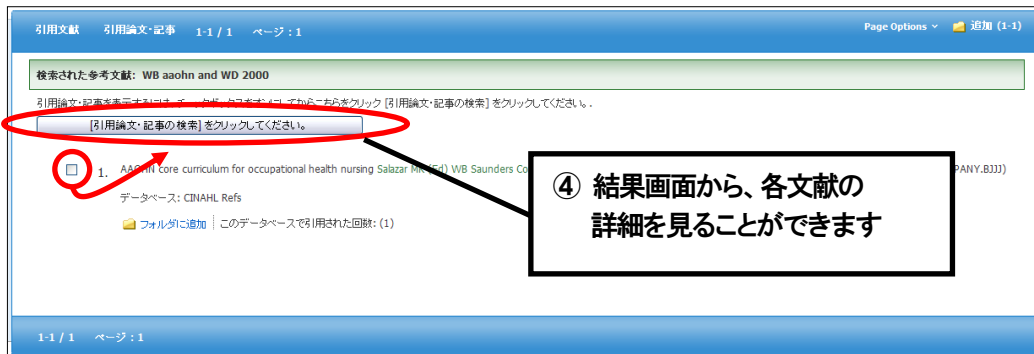 引用文献 引用論文・記事 1-1 / 1 ページ : 1 Page Options 追加 (1-1)
検索された参考文献: WB aaohn and WD 2000
引用論文・記事を表示するには、チェックボックスをオンにしてからこちらをクリック [引用論文・記事の検索] をクリックしてください。.
[引用論文・記事の検索] をクリックしてください。
1. AAOHN core curriculum for occupational health nursing Salazar MK (Ed) WB Saunders Co PANY.BJJJ)
データベース: CINAHL Refs
フォルダに追加 このデータベースで引用された回数: (1)
④ 結果画面から、各文献の
詳細を見ることができます
1-1 / 1 ページ : 1